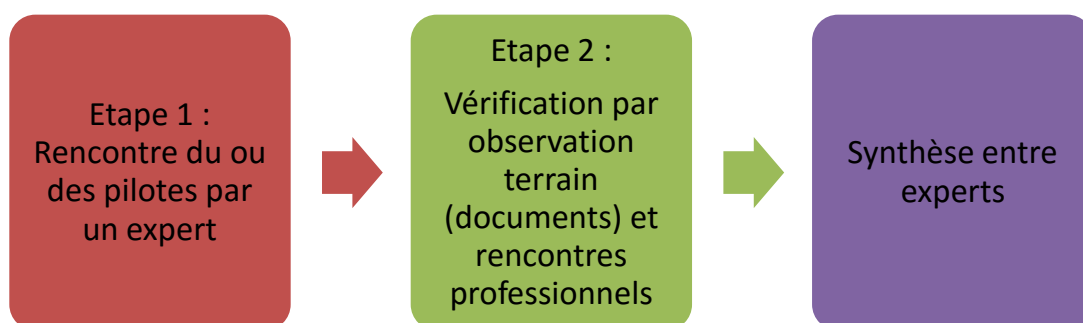 Etape 1 :
Rencontre du ou
des pilotes par
un expert
Etape 2 :
Vérification par
observation
terrain
(documents) et
rencontres
professionnels
Synthèse entre
experts